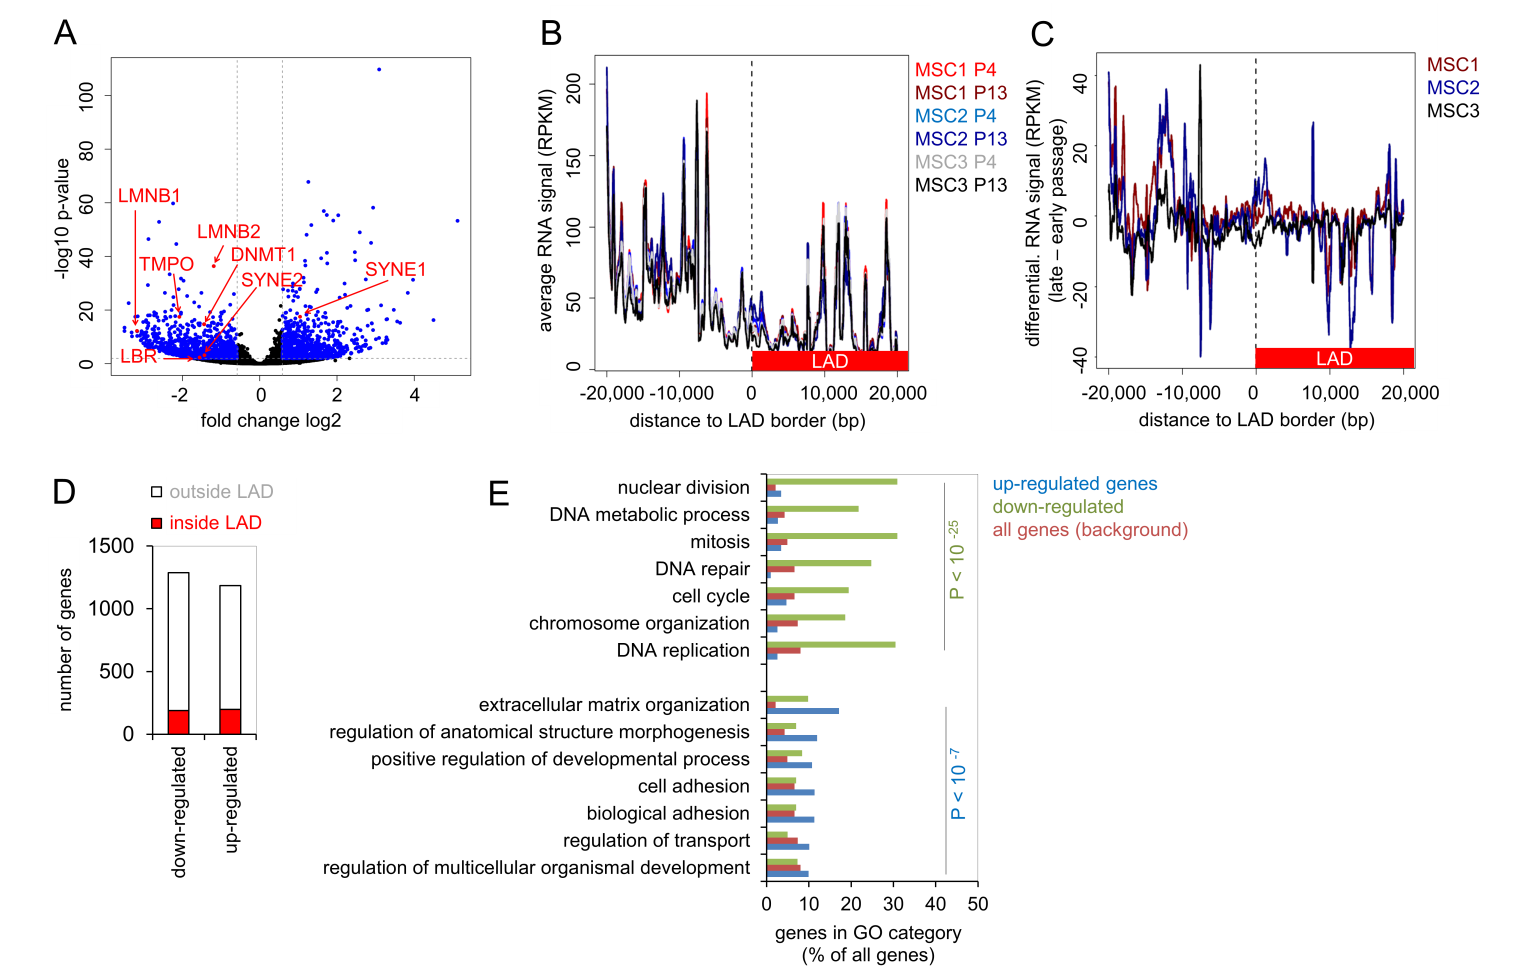 A
100
80
60
40
20
0
-log10 p-value
LMNB1
LMNB2
TMPO
DNMT1
SYNE2
SYNE1
LBR
-2
0
2
4
fold change log2
B
200
150
100
50
0
average RNA signal (RPKM)
MSC1 P4
MSC1 P13
MSC2 P4
MSC2 P13
MSC3 P4
MSC3 P13
LAD
-20,000
-10,000
0
10,000
20,000
distance to LAD border (bp)
C
40
20
0
-20
-40
differential. RNA signal (RPKM)
(late – early passage)
MSC1
MSC2
MSC3
LAD
-20,000
-10,000
0
10,000
20,000
distance to LAD border (bp)
D
outside LAD
inside LAD
1500
1000
500
0
number of genes
down-regulated
up-regulated
E
nuclear division
DNA metabolic process
mitosis
DNA repair
cell cycle
chromosome organization
DNA replication
extracellular matrix organization
regulation of anatomical structure morphogenesis
positive regulation of developmental process
cell adhesion
biological adhesion
regulation of transport
regulation of multicellular organismal development
P < 10 -25
P < 10 -7
up-regulated genes
down-regulated
all genes (background)
0
10
20
30
40
50
genes in GO category
(% of all genes)